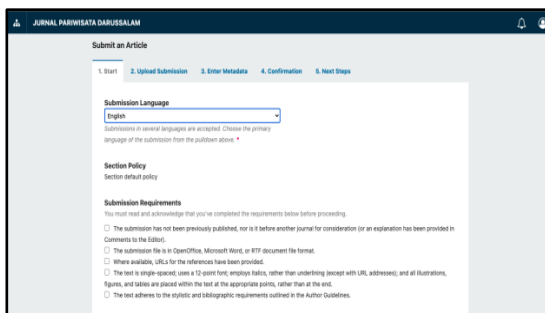 JURNAL PARIWISATA DARUSSALAM
Submit an Article
1. Start 2. Upload Submission 3. Enter Metadata 4. Confirmation 5. Next Steps
Submission Language
English
Submissions in several languages are accepted. Choose the primary
language of the submission from the pulldown above. *
Section Policy
Section default policy
Submission Requirements
You must read and acknowledge that you've completed the requirements below before proceeding.
The submission has not been previously published, nor is it before another journal for consideration (or an explanation has been provided in
Comments to the Editor).
The submission file is in OpenOffice, Microsoft Word, or RTF document file format.
Where available, URLs for the references have been provided.
The text is single-spaced; uses a 12-point font; employs italics, rather than underlining (except with URL addresses); and all illustrations,
figures, and tables are placed within the text at the appropriate points, rather than at the end.
The text adheres to the stylistic and bibliographic requirements outlined in the Author Guidelines.